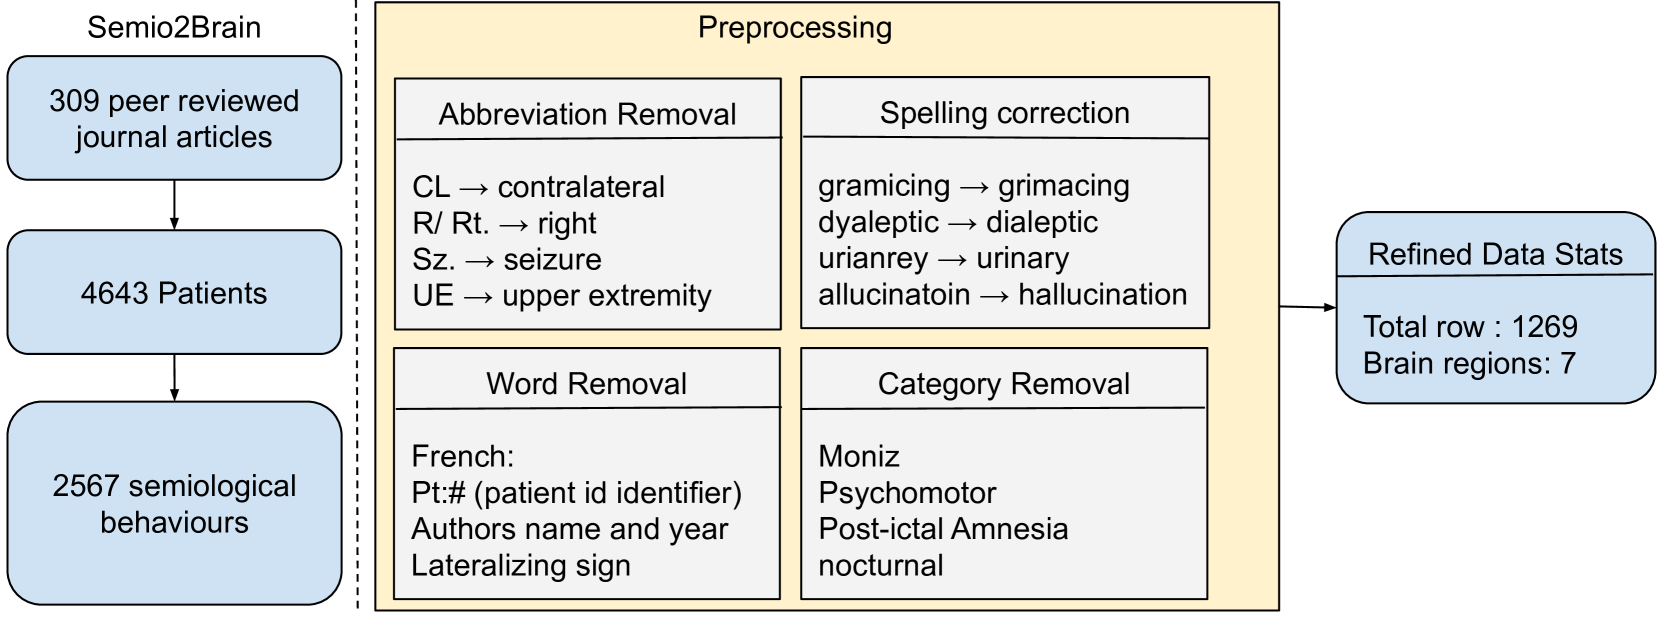 Semio2Brain
309 peer reviewed
journal articles
4643 Patients
2567 semiological
behaviours
Preprocessing
Abbreviation Removal
CL → contralateral
R/ Rt. → right
Sz. → seizure
UE → upper extremity
Spelling correction
gramicing → grimacing
dyaleptic → dialeptic
urianrey → urinary
allucinatoin → hallucination
Word Removal
French:
Pt:# (patient id identifier)
Authors name and year
Lateralizing sign
Category Removal
Moniz
Psychomotor
Post-ictal Amnesia
nocturnal
Refined Data Stats
Total row : 1269
Brain regions: 7